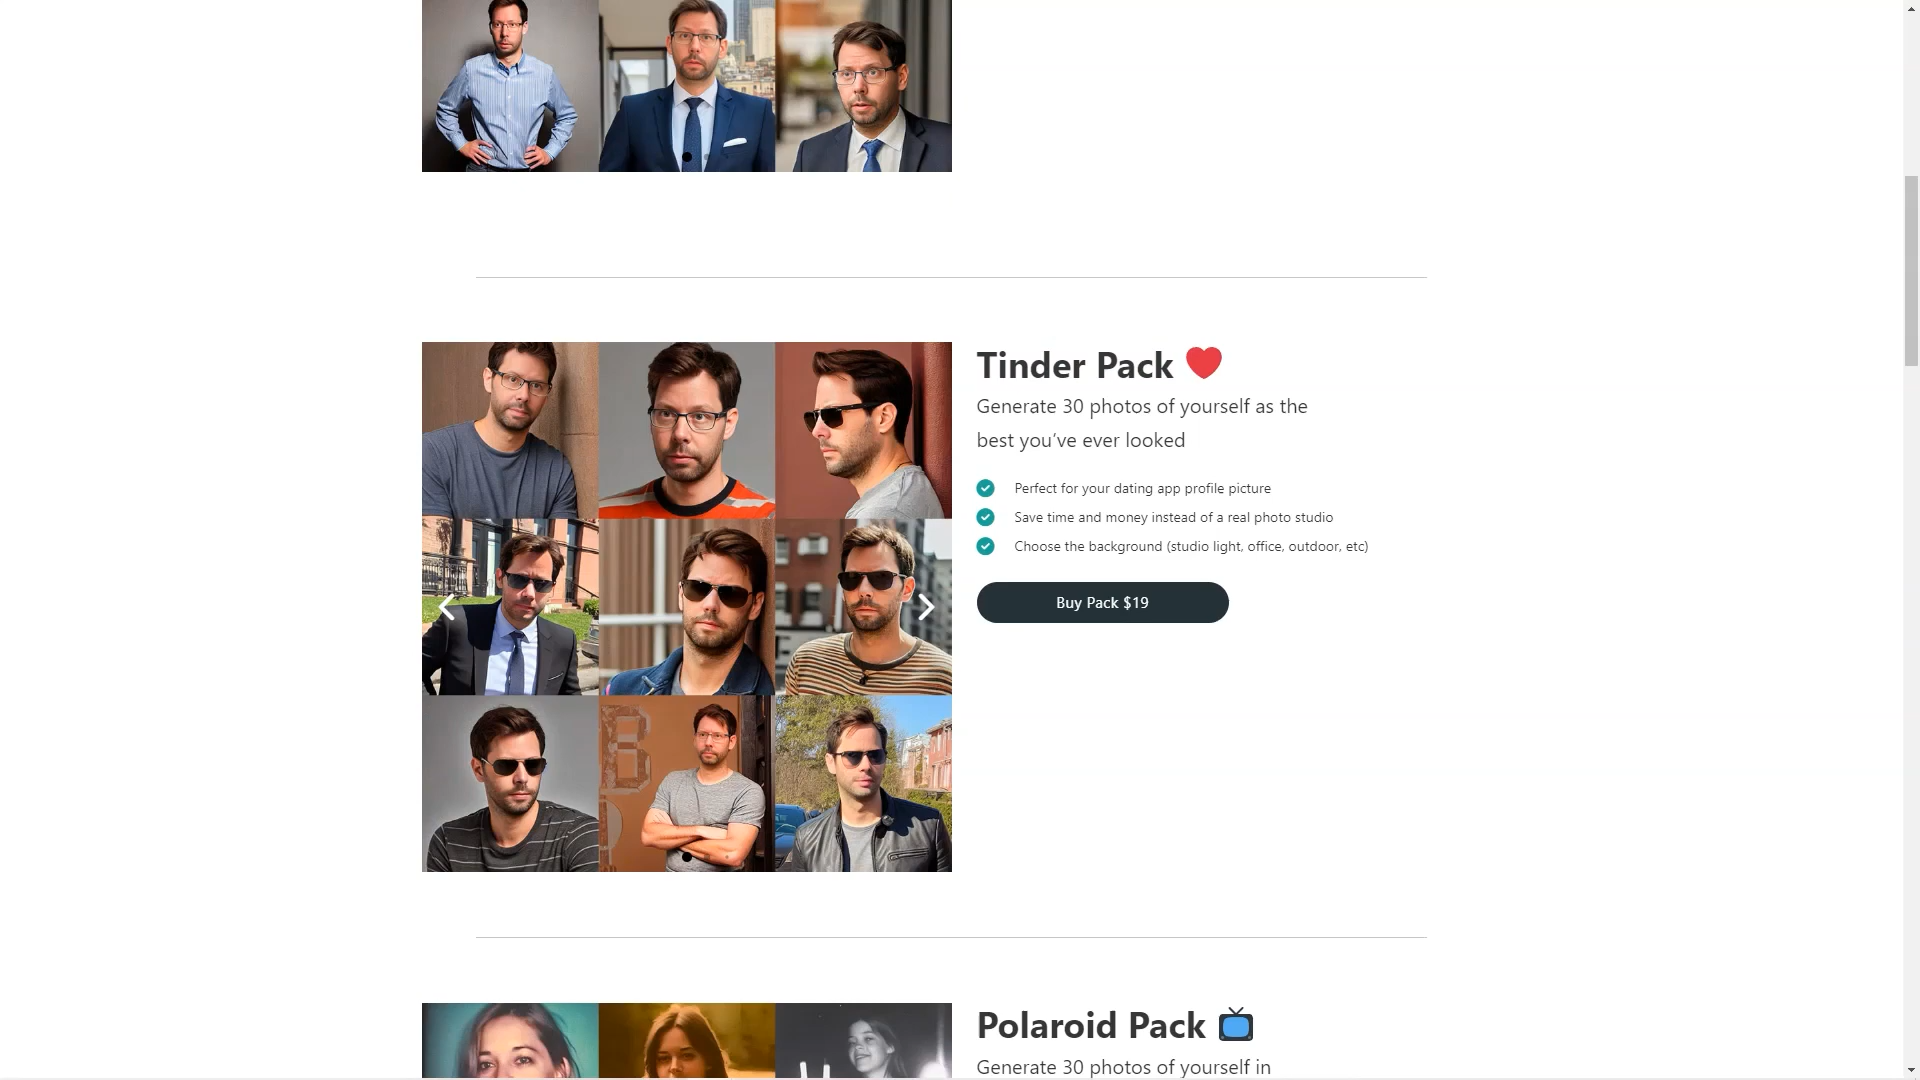 Tinder Pack
Generate 30 photos of yourself as the
best you’ve ever looked
Perfect for your dating app profile picture
Save time and money instead of a real photo studio
Choose the background (studio light, office, outdoor, etc)
Buy Pack $19
Polaroid Pack
Generate 30 photos of yourself in